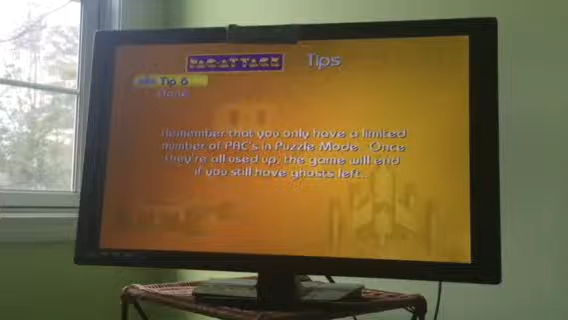 PAC-ATTACK Tips
Tip 6
Done
Remember that you only have a limited
number of PAC's in Puzzle Mode. Once
they're all used up, the game will end
if you still have ghosts left.